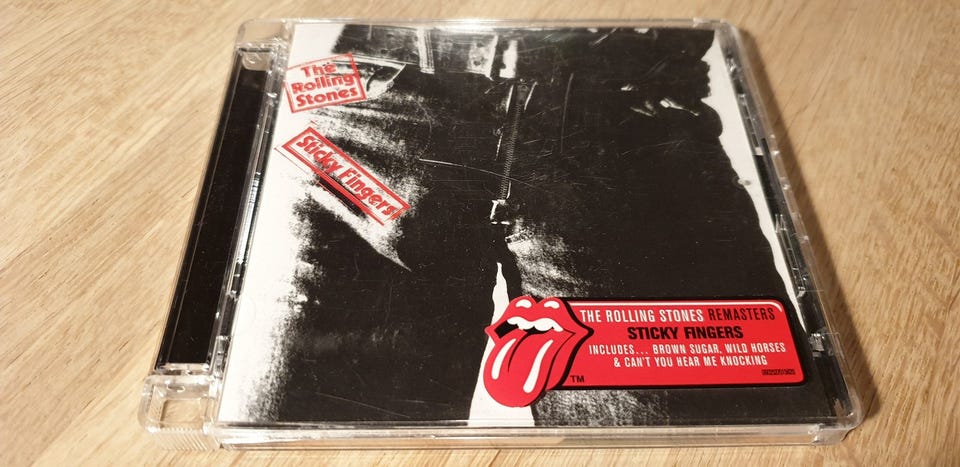 The
Rolling
Stones
Sticky Fingers
THE ROLLING STONES REMASTERS
STICKY FINGERS
INCLUDES... BROWN SUGAR, WILD HORSES
& CAN'T YOU HEAR ME KNOCKING
TM